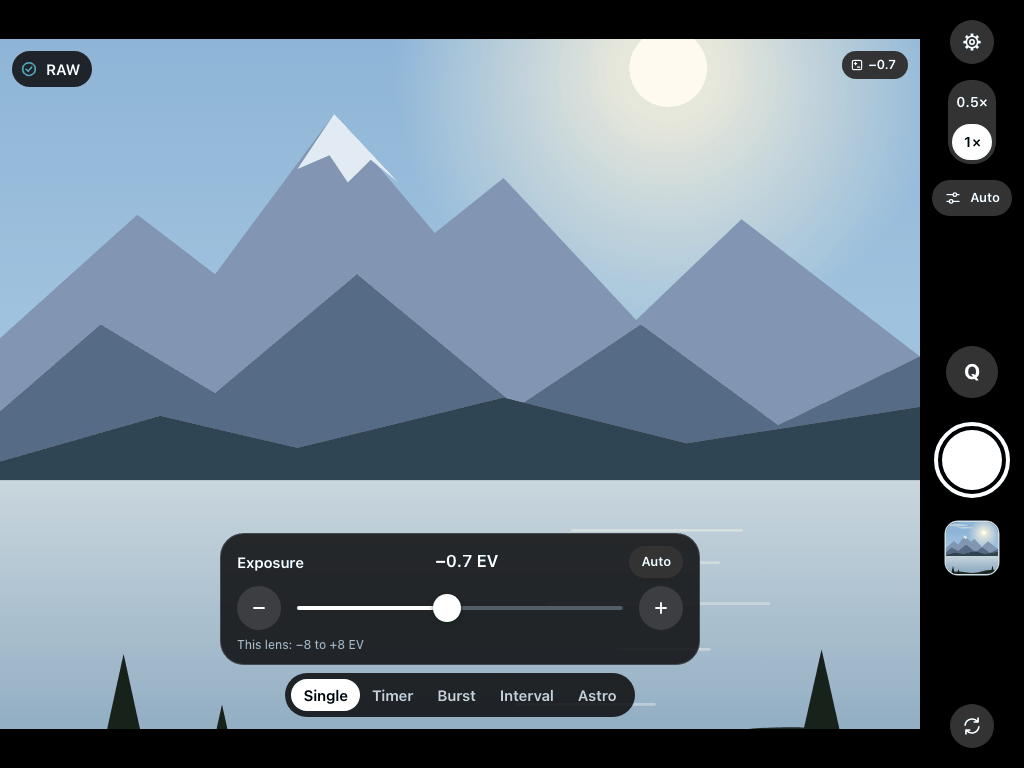 RAW
−0.7
0.5×
1×
Auto
Q
Exposure
−0.7 EV
Auto
This lens: −8 to +8 EV
Single Timer Burst Interval Astro